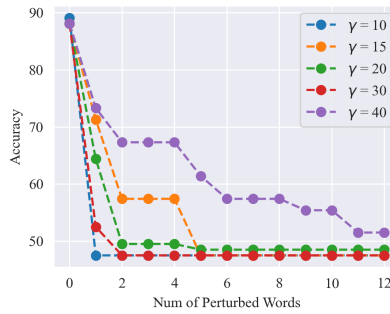 90
80
70
60
50
Accuracy
0
2
4
6
8
10
12
Num of Perturbed Words
γ = 10
γ = 15
γ = 20
γ = 30
γ = 40